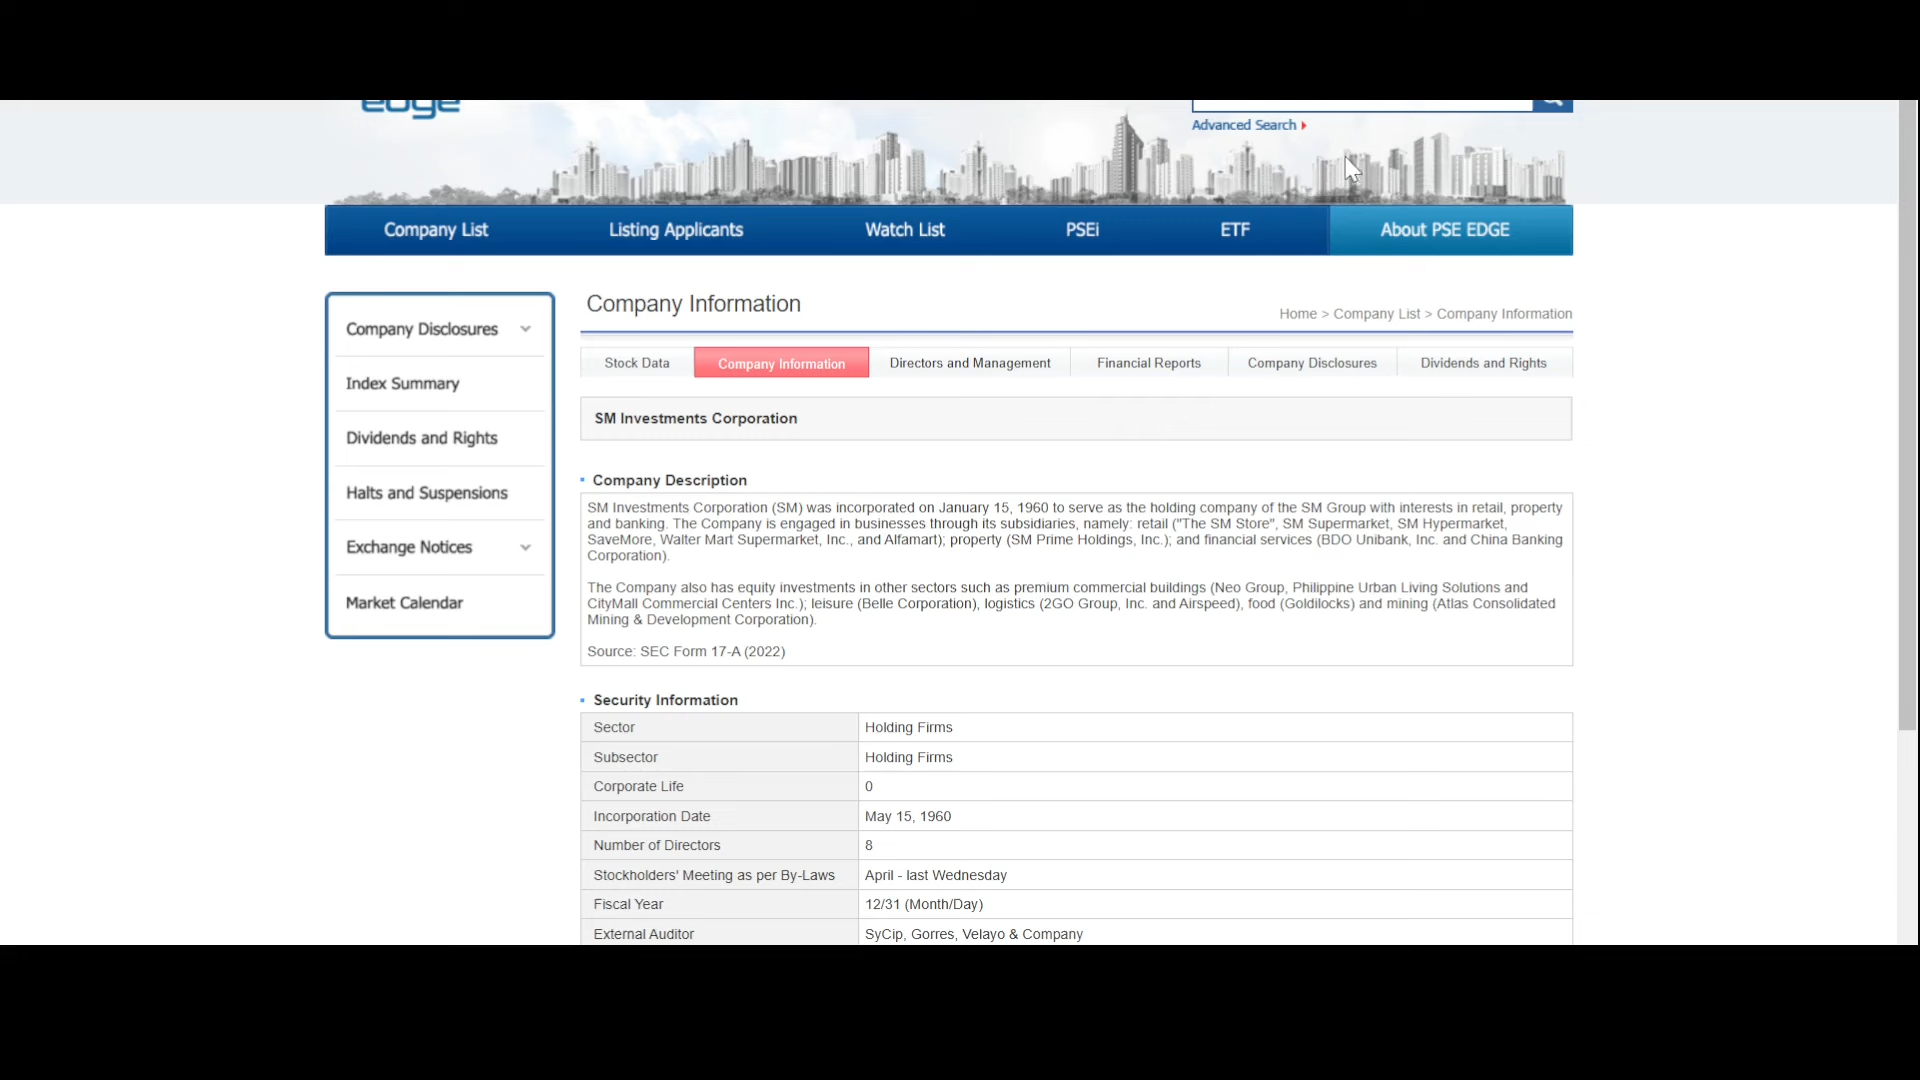 edge
Advanced Search
Company List Listing Applicants Watch List PSEi ETF About PSE EDGE
Company Disclosures
Index Summary
Dividends and Rights
Halts and Suspensions
Exchange Notices
Market Calendar
Company Information
Home > Company List > Company Information
Stock Data Company Information Directors and Management Financial Reports Company Disclosures Dividends and Rights
SM Investments Corporation
Company Description
SM Investments Corporation (SM) was incorporated on January 15, 1960 to serve as the holding company of the SM Group with interests in retail, property
and banking. The Company is engaged in businesses through its subsidiaries, namely: retail ("The SM Store", SM Supermarket, SM Hypermarket,
SaveMore, Walter Mart Supermarket, Inc., and Alfamart); property (SM Prime Holdings, Inc.); and financial services (BDO Unibank, Inc. and China Banking
Corporation).
The Company also has equity investments in other sectors such as premium commercial buildings (Neo Group, Philippine Urban Living Solutions and
CityMall Commercial Centers Inc.); leisure (Belle Corporation), logistics (2GO Group, Inc. and Airspeed), food (Goldilocks) and mining (Atlas Consolidated
Mining & Development Corporation).
Source: SEC Form 17-A (2022)
Security Information
Sector Holding Firms
Subsector Holding Firms
Corporate Life 0
Incorporation Date May 15, 1960
Number of Directors 8
Stockholders' Meeting as per By-Laws April - last Wednesday
Fiscal Year 12/31 (Month/Day)
External Auditor SyCip, Gorres, Velayo & Company